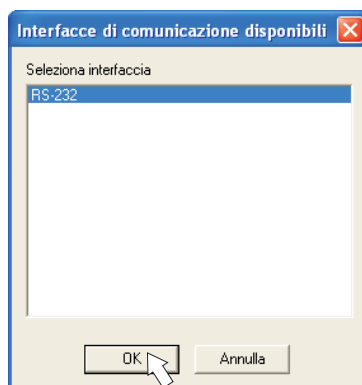 Interfacce di comunicazione disponibili
Seleziona interfaccia
RS-232
OK Annulla